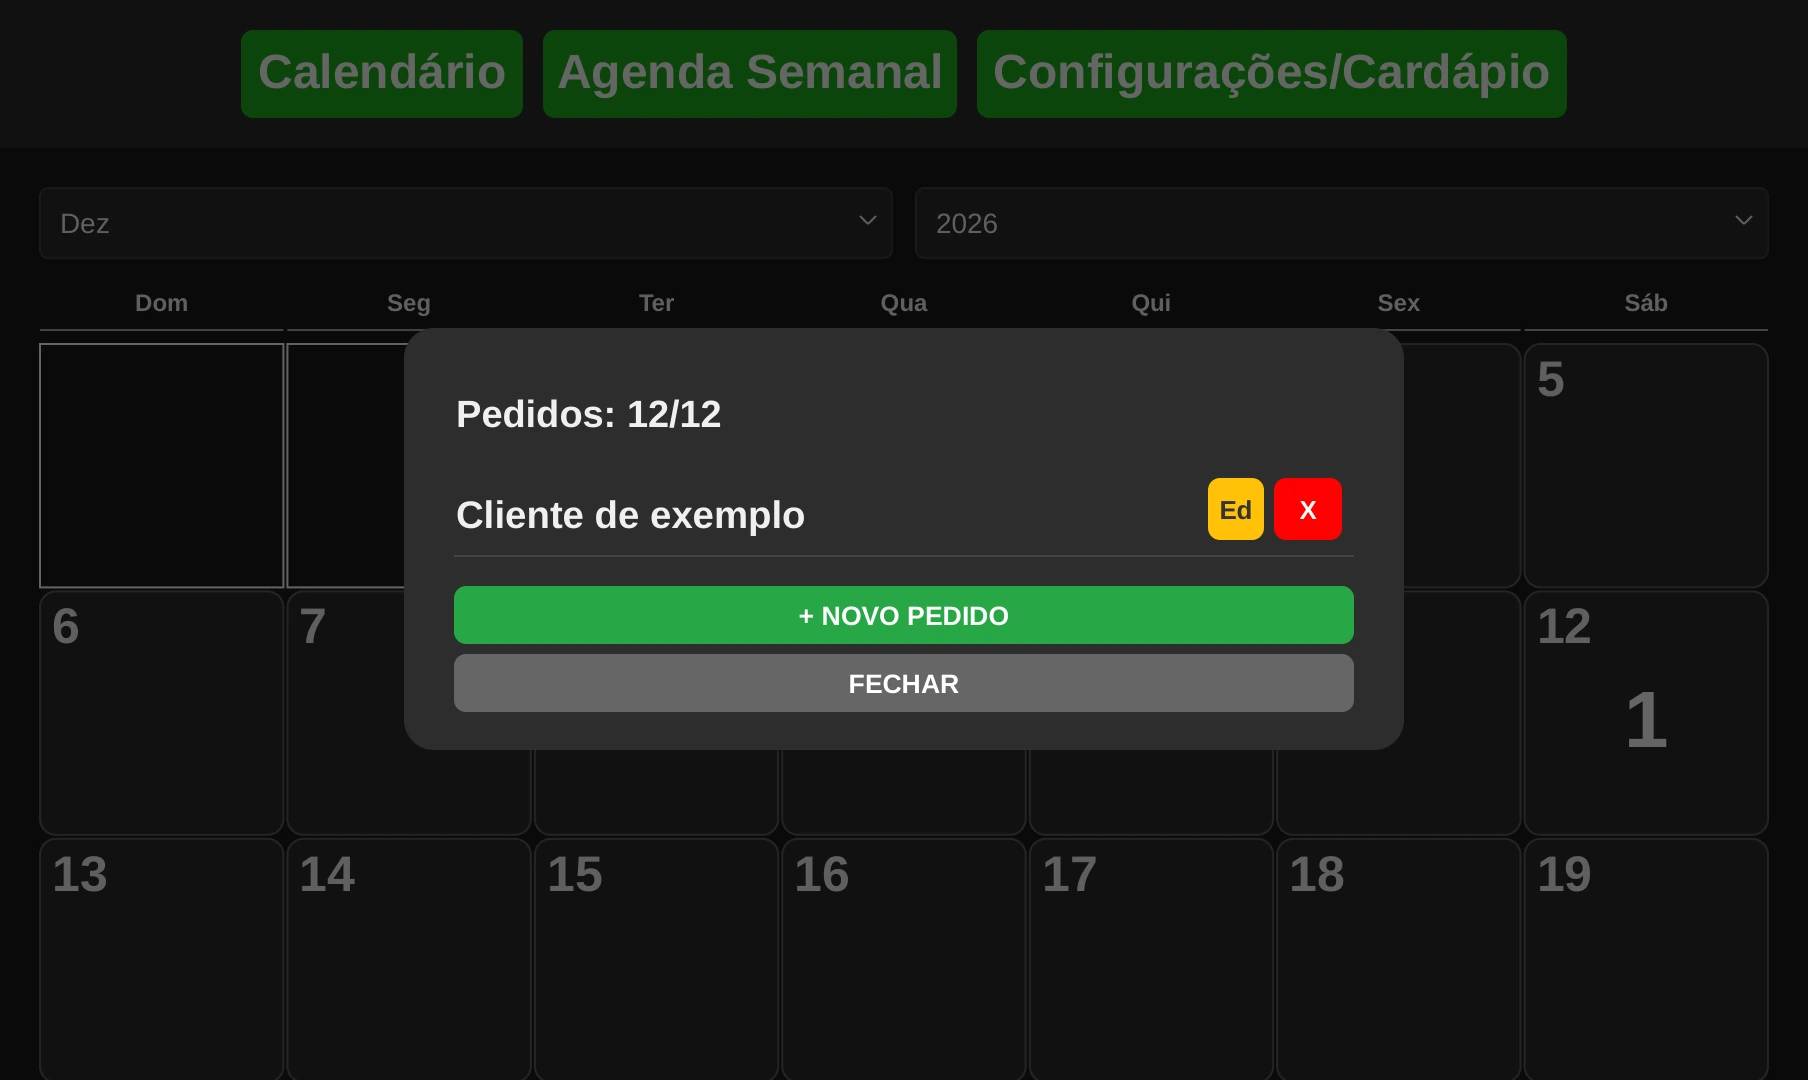 Calendário Agenda Semanal Configurações/Cardápio
Dez 2026
Dom Seg Ter Qua Qui Sex Sáb
5
Pedidos: 12/12
Cliente de exemplo Ed X
+ NOVO PEDIDO
FECHAR
6 7 12
1
13 14 15 16 17 18 19